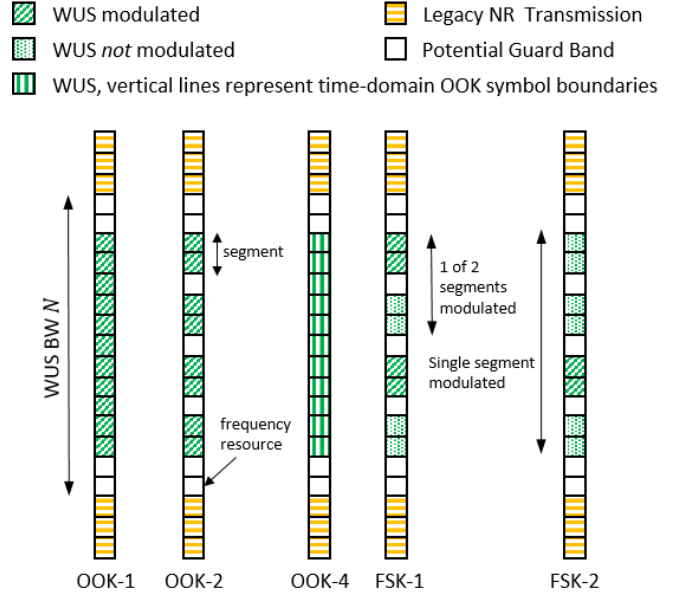 WUS modulated
Legacy NR Transmission
WUS not modulated
Potential Guard Band
WUS, vertical lines represent time-domain OOK symbol boundaries
segment
1 of 2
segments
modulated
WUS BW N
Single segment
modulated
frequency
resource
OOK-1
OOK-2
OOK-4
FSK-1
FSK-2